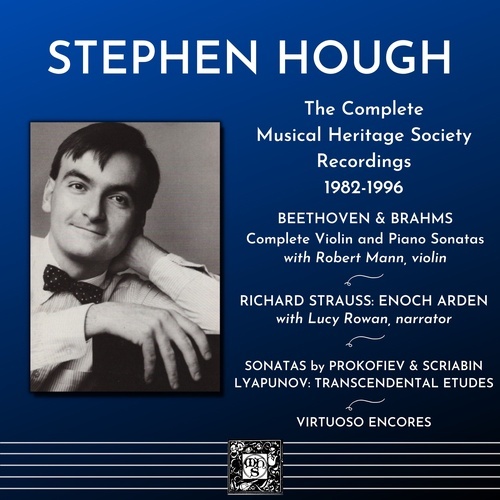 STEPHEN HOUGH
The Complete
Musical Heritage Society
Recordings
1982-1996
BEETHOVEN & BRAHMS
Complete Violin and Piano Sonatas
with Robert Mann, violin
RICHARD STRAUSS: ENOCH ARDEN
with Lucy Rowan, narrator
SONATAS by PROKOFIEV & SCRIABIN
LYAPUNOV: TRANSCENDENTAL ETUDES
VIRTUOSO ENCORES